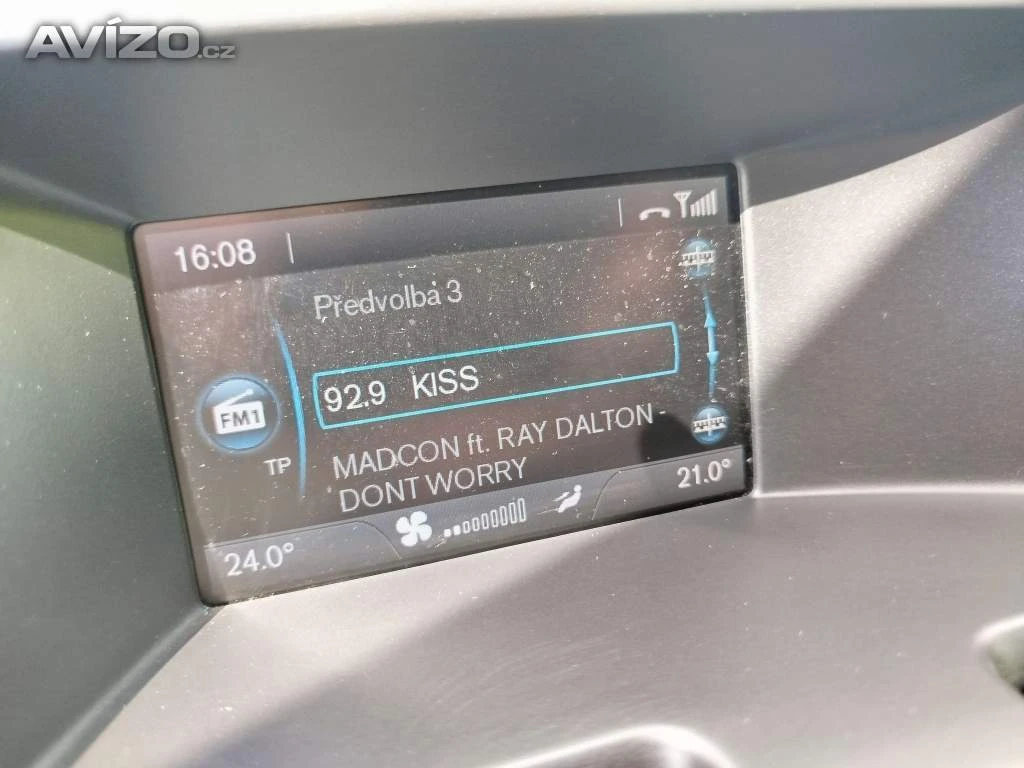 AVÍZO.cz
16:08
Předvolba 3
92.9 KISS
FM1
TP
MADCON ft. RAY DALTON -
DONT WORRY
24.0°
21.0°